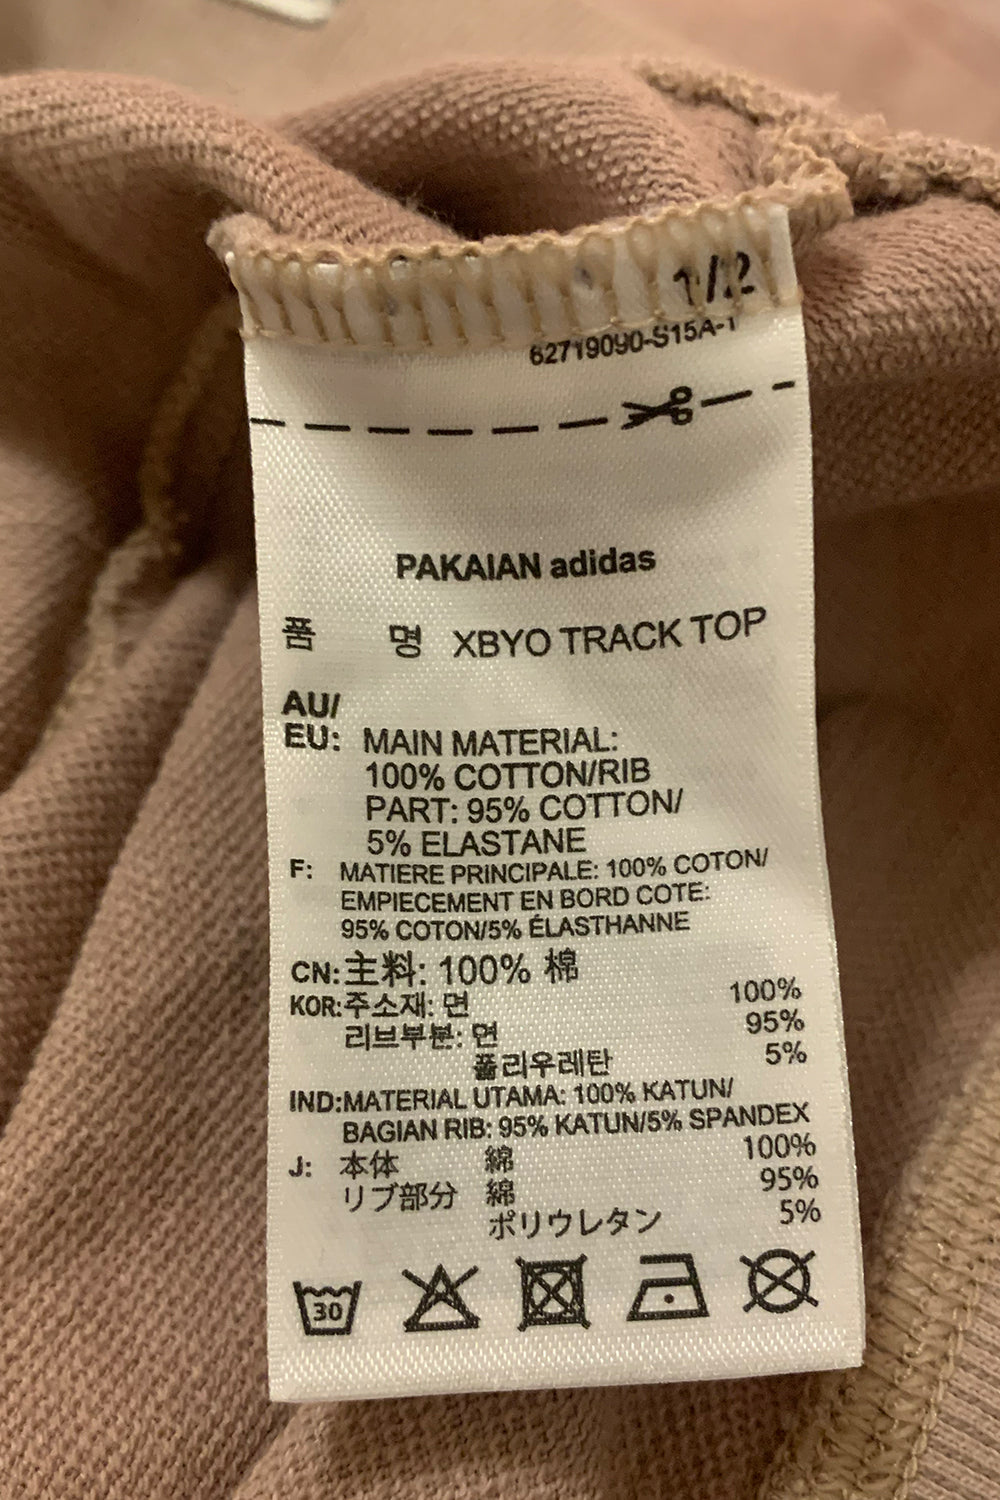 1/2
62719090-S15A-1
PAKAIAN adidas
품 명 XBYO TRACK TOP
AU/
EU: MAIN MATERIAL:
100% COTTON/RIB
PART: 95% COTTON/
5% ELASTANE
F: MATIERE PRINCIPALE: 100% COTON/
EMPIECEMENT EN BORD COTE:
95% COTON/5% ÉLASTHANNE
CN: 主料: 100% 棉
KOR: 주소재: 면 100%
리브부분: 면 95%
폴리우레탄 5%
IND: MATERIAL UTAMA: 100% KATUN/
BAGIAN RIB: 95% KATUN/5% SPANDEX
J: 本体 綿 100%
リブ部分 綿 95%
ポリウレタン 5%
30